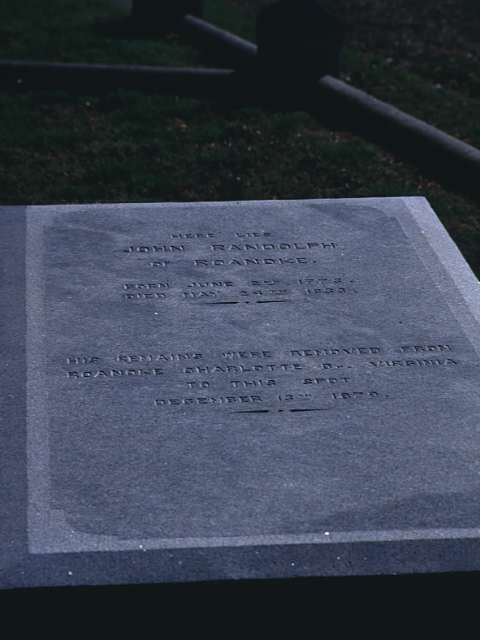 HERE LIES
JOHN RANDOLPH
OF ROANOKE.
BORN JUNE 2ND 1773.
DIED MAY 24TH 1833.
HIS REMAINS WERE REMOVED FROM
ROANOKE CHARLOTTE CO., VIRGINIA
TO THIS SPOT
DECEMBER 13TH 1879.